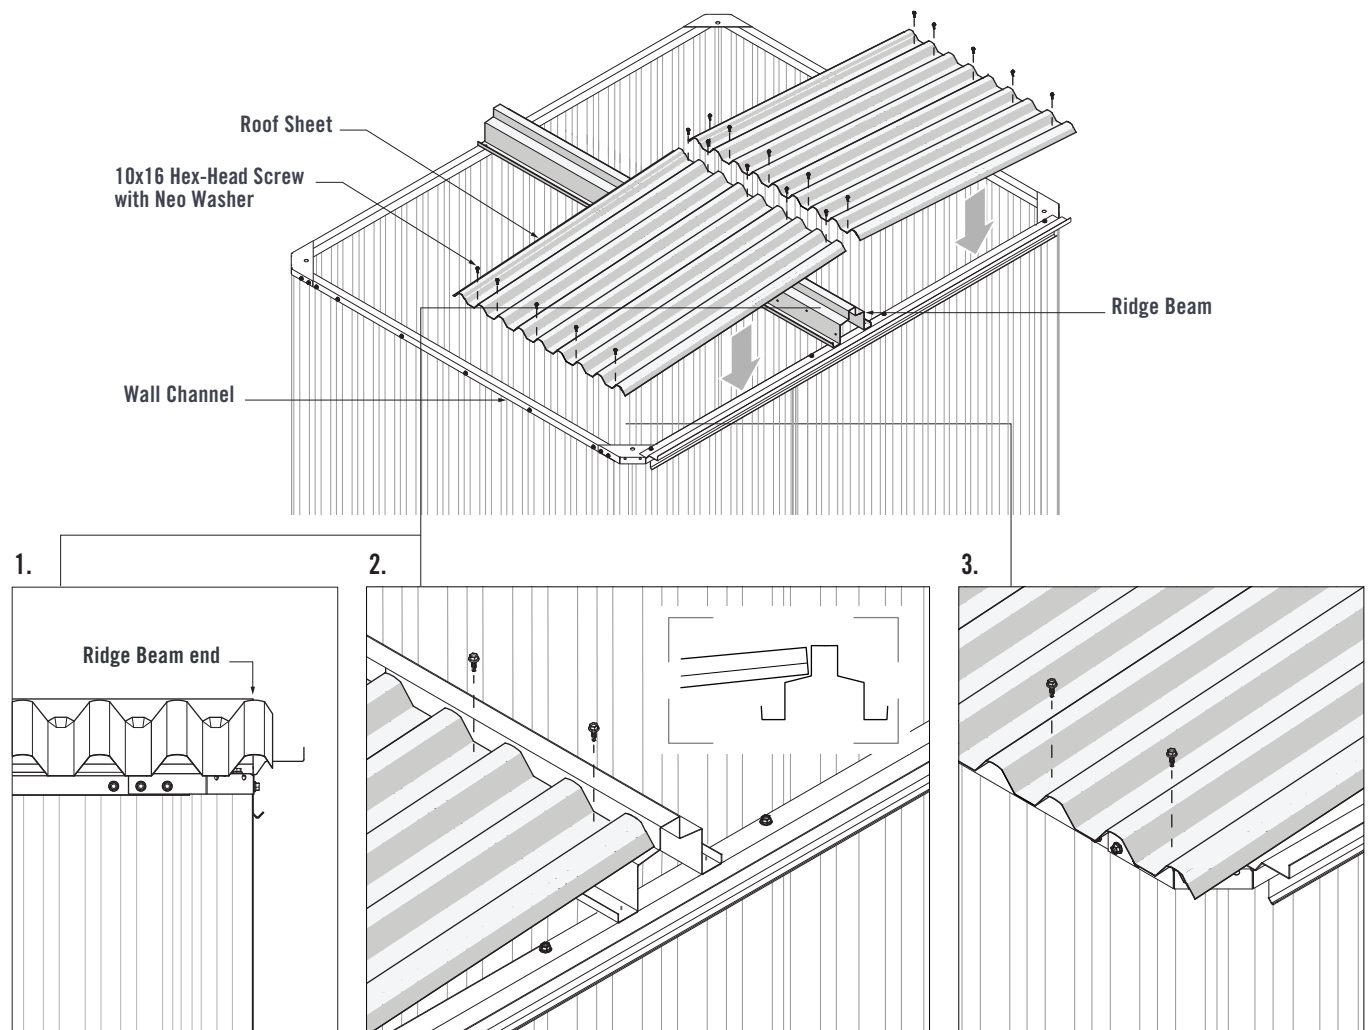 Roof Sheet
10x16 Hex-Head Screw
with Neo Washer
Ridge Beam
Wall Channel
1.
2.
3.
Ridge Beam end